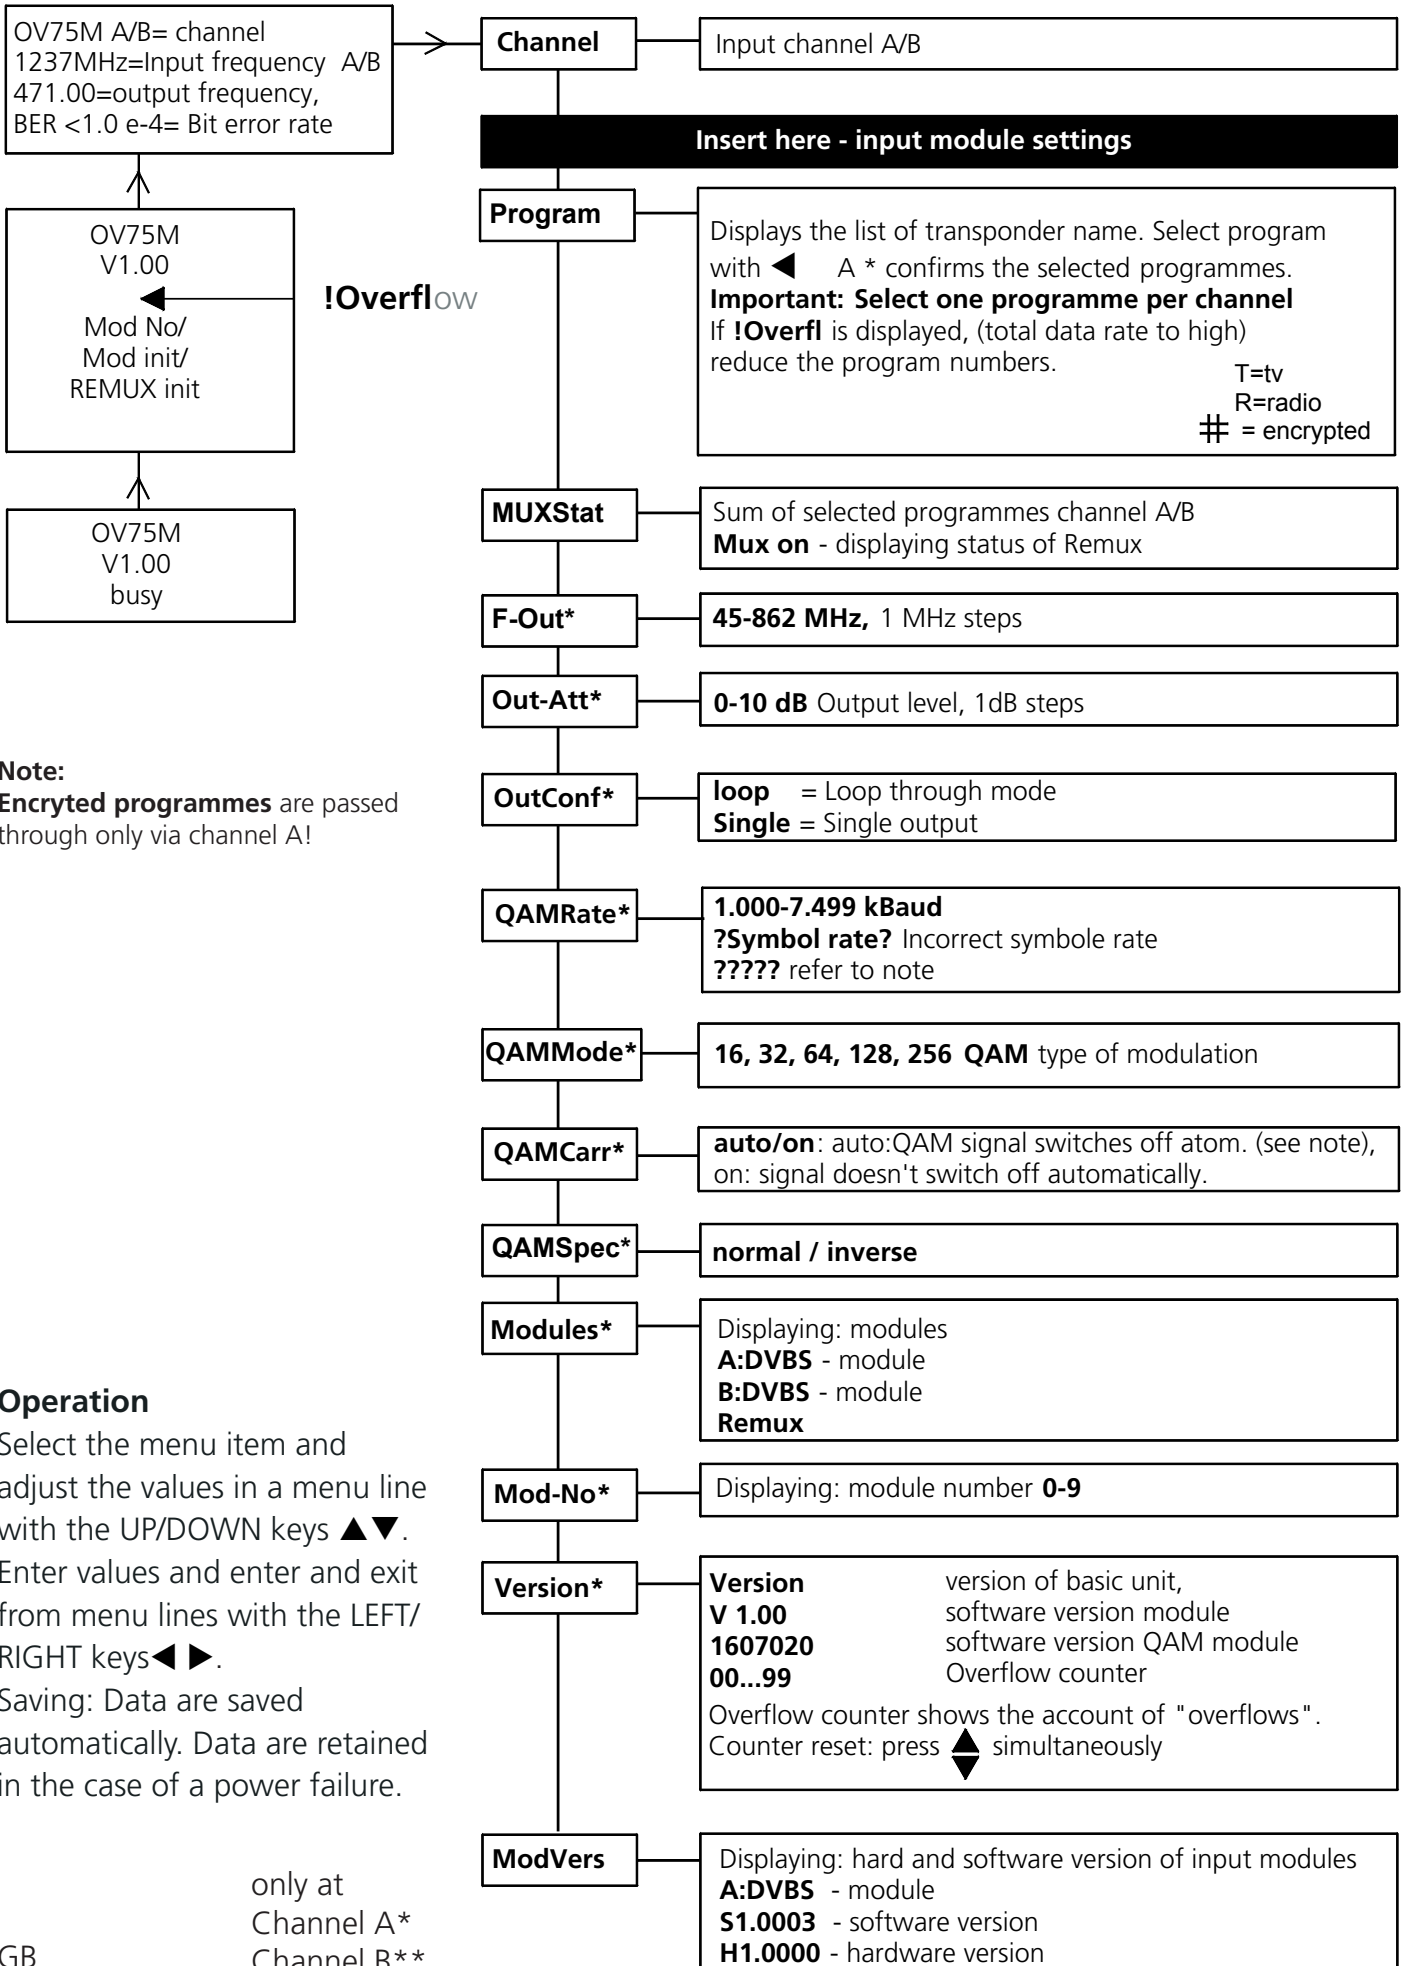 OV75M A/B= channel
1237MHz=Input frequency  A/B
471.00=output frequency,
BER <1.0 e-4= Bit error rate
OV75M
V1.00
Mod No/
Mod init/
REMUX init
!Overflow
OV75M
V1.00
busy
Note:
Encryted programmes are passed
through only via channel A!
Operation
Select the menu item and
adjust the values in a menu line
with the UP/DOWN keys ▲▼.
Enter values and enter and exit
from menu lines with the LEFT/
RIGHT keys◀ ▶.
Saving: Data are saved
automatically. Data are retained
in the case of a power failure.
only at
Channel A*
GB
Channel B**
Channel
Input channel A/B
Insert here - input module settings
Program
Displays the list of transponder name. Select program
with ◀ A * confirms the selected programmes.
Important: Select one programme per channel
If !Overfl is displayed, (total data rate to high)
reduce the program numbers.
T=tv
R=radio
# = encrypted
MUXStat
Sum of selected programmes channel A/B
Mux on - displaying status of Remux
F-Out*
45-862 MHz, 1 MHz steps
Out-Att*
0-10 dB Output level, 1dB steps
OutConf*
loop = Loop through mode
Single = Single output
QAMRate*
1.000-7.499 kBaud
?Symbol rate? Incorrect symbole rate
????? refer to note
QAMMode*
16, 32, 64, 128, 256 QAM type of modulation
QAMCarr*
auto/on: auto:QAM signal switches off atom. (see note),
on: signal doesn't switch off automatically.
QAMSpec*
normal / inverse
Modules*
Displaying: modules
A:DVBS - module
B:DVBS - module
Remux
Mod-No*
Displaying: module number 0-9
Version*
Version version of basic unit,
V 1.00 software version module
1607020 software version QAM module
00...99 Overflow counter
Overflow counter shows the account of "overflows".
Counter reset: press ▲▼ simultaneously
ModVers
Displaying: hard and software version of input modules
A:DVBS - module
S1.0003 - software version
H1.0000 - hardware version